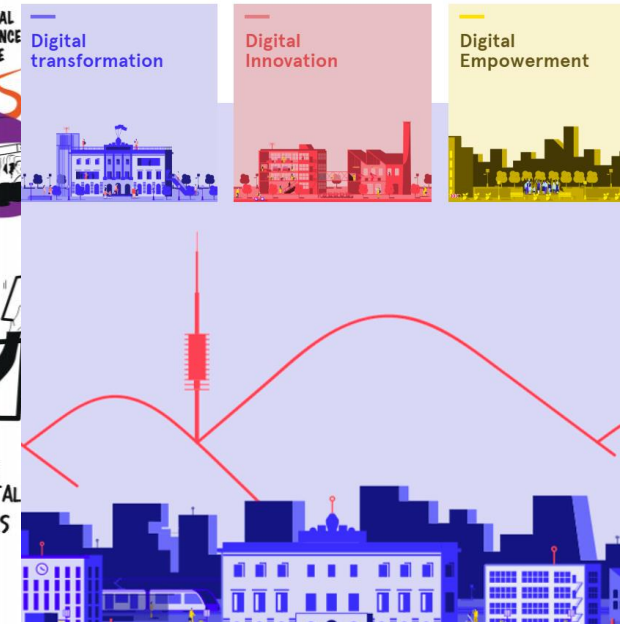 Digital
transformation
Digital
Innovation
Digital
Empowerment